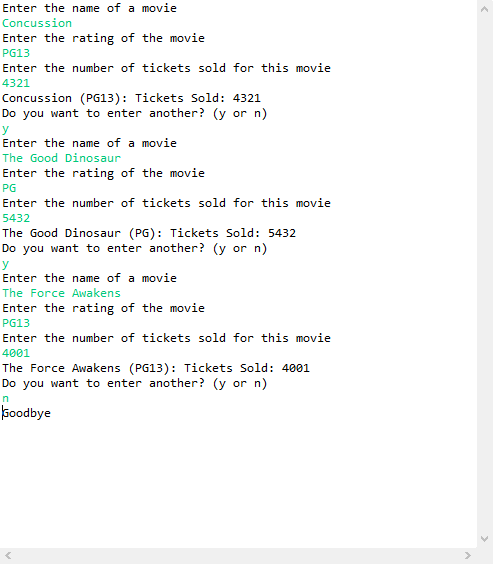 Enter the name of a movie
Concussion
Enter the rating of the movie
PG13
Enter the number of tickets sold for this movie
4321
Concussion (PG13): Tickets Sold: 4321
Do you want to enter another? (y or n)
y
Enter the name of a movie
The Good Dinosaur
Enter the rating of the movie
PG
Enter the number of tickets sold for this movie
5432
The Good Dinosaur (PG): Tickets Sold: 5432
Do you want to enter another? (y or n)
y
Enter the name of a movie
The Force Awakens
Enter the rating of the movie
PG13
Enter the number of tickets sold for this movie
4001
The Force Awakens (PG13): Tickets Sold: 4001
Do you want to enter another? (y or n)
n
Goodbye